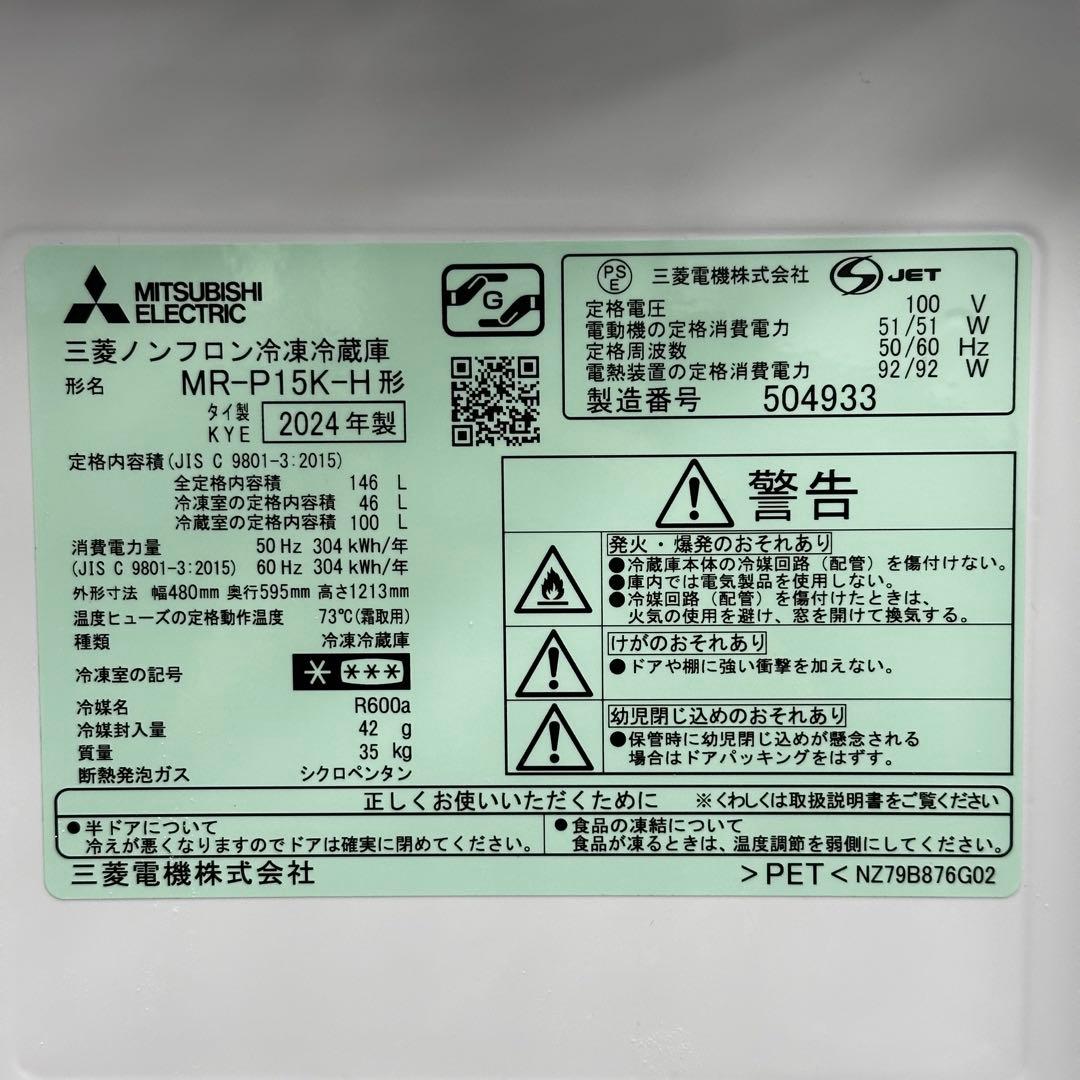 MITSUBISHI
ELECTRIC
三菱ノンフロン冷凍冷蔵庫
形名 MR-P15K-H 形
タイ製
KYE 2024年製
定格内容積(JIS C 9801-3:2015)
全定格内容積 146 L
冷凍室の定格内容積 46 L
冷蔵室の定格内容積 100 L
消費電力量 50 Hz 304 kWh/年
(JIS C 9801-3:2015) 60 Hz 304 kWh/年
外形寸法 幅480mm 奥行595mm 高さ1213mm
温度ヒューズの定格動作温度 73℃(霜取用)
種類 冷凍冷蔵庫
冷凍室の記号 * ***
冷媒名 R600a
冷媒封入量 42 g
質量 35 kg
断熱発泡ガス シクロペンタン
G
PS
E 三菱電機株式会社 S JET
定格電圧 100 V
電動機の定格消費電力 51/51 W
定格周波数 50/60 Hz
電熱装置の定格消費電力 92/92 W
製造番号 504933
警告
発火・爆発のおそれあり
●冷蔵庫本体の冷媒回路(配管)を傷付けない。
●庫内では電気製品を使用しない。
●冷媒回路(配管)を傷付けたときは、
火気の使用を避け、窓を開けて換気する。
けがのおそれあり
●ドアや棚に強い衝撃を加えない。
幼児閉じ込めのおそれあり
●保管時に幼児閉じ込めが懸念される
場合はドアパッキングをはずす。
正しくお使いいただくために ※くわしくは取扱説明書をご覧ください
●半ドアについて
冷えが悪くなりますのでドアは確実に閉めてください。
●食品の凍結について
食品が凍るときは、温度調節を弱側にしてください。
三菱電機株式会社
>PET< NZ79B876G02